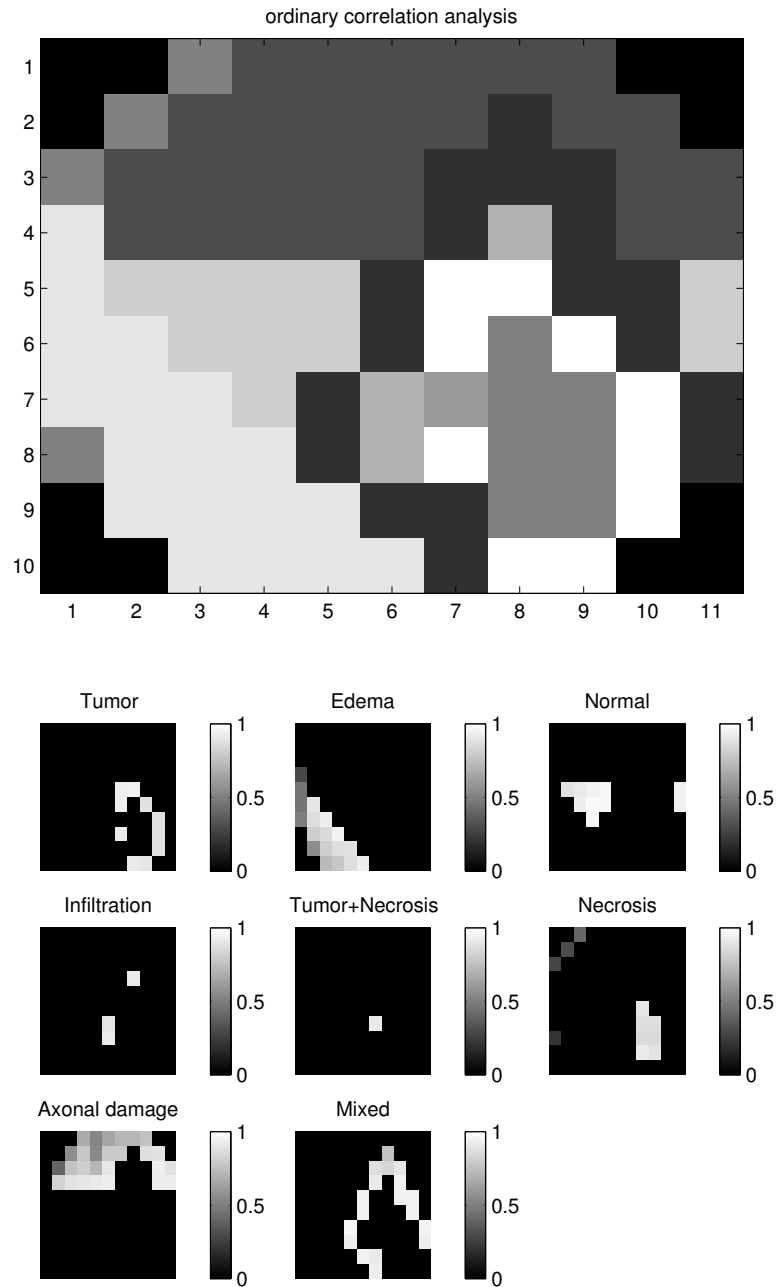 ordinary correlation analysis
1
2
3
4
5
6
7
8
9
10
1 2 3 4 5 6 7 8 9 10 11
Tumor Edema Normal
1 1 1
0.5 0.5 0.5
0 0 0
Infiltration Tumor+Necrosis Necrosis
1 1 1
0.5 0.5 0.5
0 0 0
Axonal damage Mixed
1 1
0.5 0.5
0 0